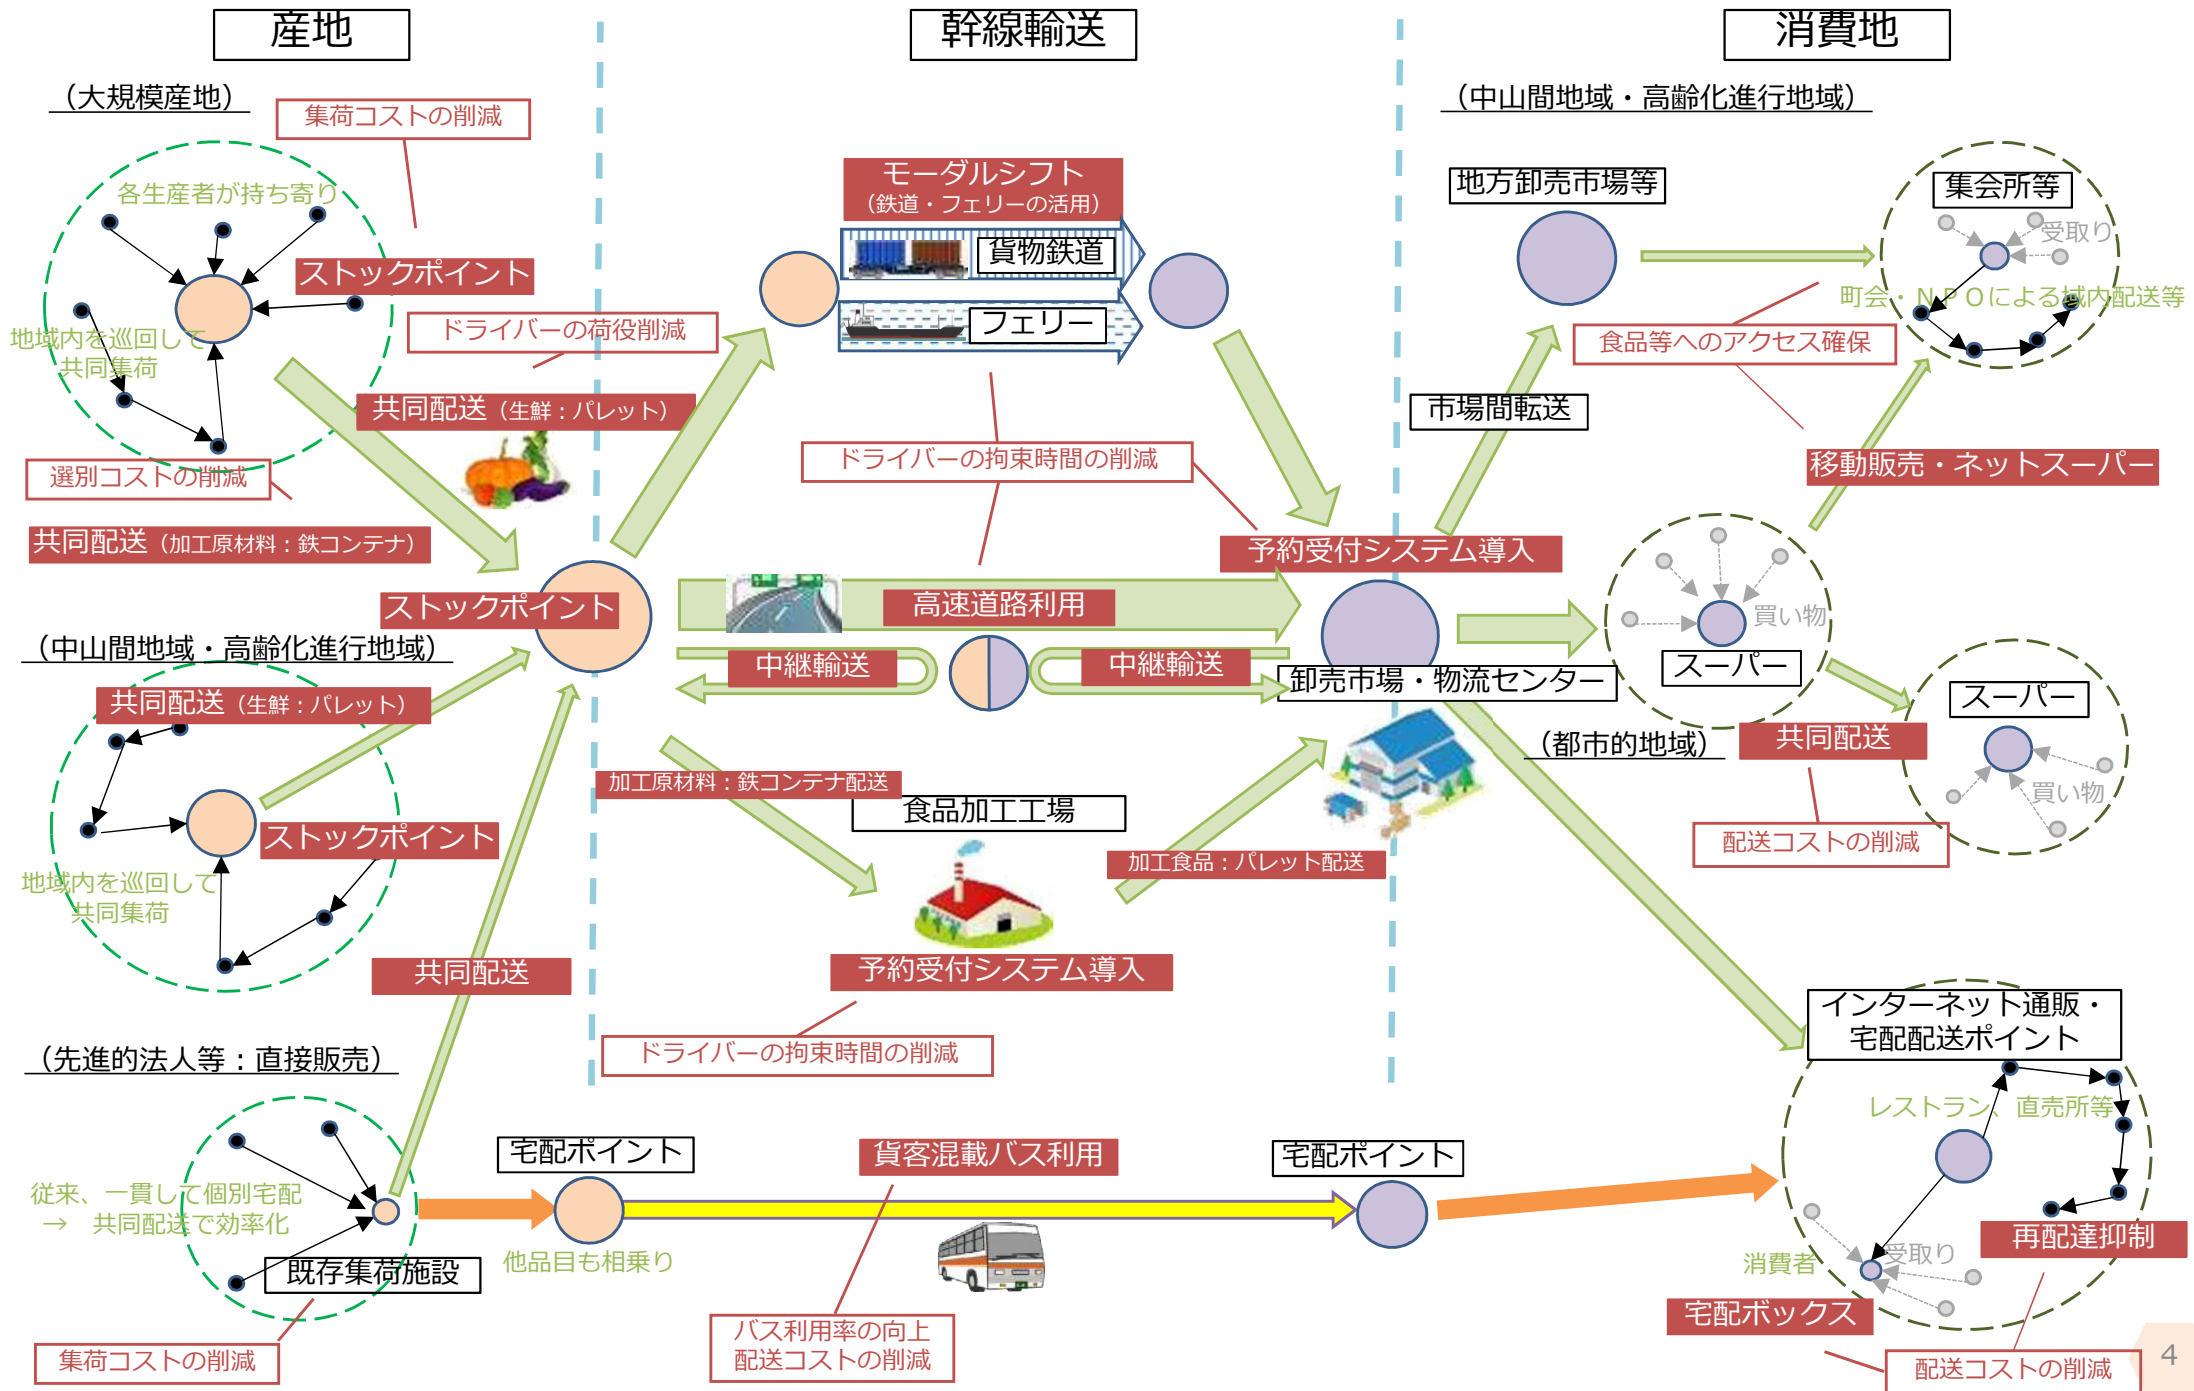 産地
幹線輸送
消費地
（大規模産地）
集荷コストの削減
各生産者が持ち寄り
ストックポイント
地域内を巡回して
共同集荷
ドライバーの荷役削減
共同配送（生鮮：パレット）
選別コストの削減
共同配送（加工原材料：鉄コンテナ）
ストックポイント
（中山間地域・高齢化進行地域）
共同配送（生鮮：パレット）
ストックポイント
地域内を巡回して
共同集荷
共同配送
（先進的法人等：直接販売）
従来、一貫して個別宅配
→　共同配送で効率化
既存集荷施設
集荷コストの削減
モーダルシフト
（鉄道・フェリーの活用）
貨物鉄道
フェリー
ドライバーの拘束時間の削減
予約受付システム導入
高速道路利用
中継輸送
中継輸送
卸売市場・物流センター
加工原材料：鉄コンテナ配送
食品加工工場
加工食品：パレット配送
予約受付システム導入
ドライバーの拘束時間の削減
宅配ポイント
他品目も相乗り
貨客混載バス利用
バス利用率の向上
配送コストの削減
宅配ポイント
（中山間地域・高齢化進行地域）
地方卸売市場等
集会所等
受取り
町会・ＮＰＯによる域内配送等
食品等へのアクセス確保
市場間転送
移動販売・ネットスーパー
買い物
スーパー
スーパー
買い物
（都市的地域）
共同配送
配送コストの削減
インターネット通販・
宅配配送ポイント
レストラン、直売所等
再配達抑制
受取り
消費者
宅配ボックス
配送コストの削減
4